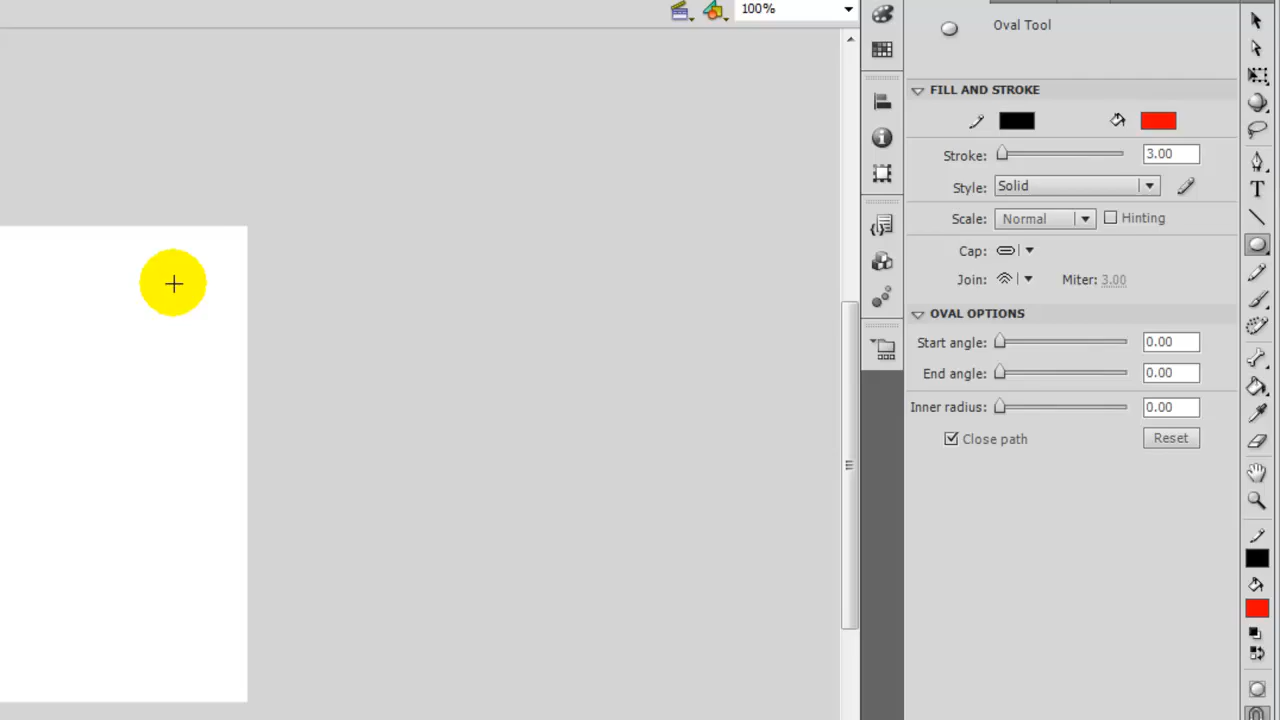 100%
Oval Tool
FILL AND STROKE
Stroke: 3.00
Style: Solid
Scale: Normal Hinting
Cap:
Join: Miter: 3.00
OVAL OPTIONS
Start angle: 0.00
End angle: 0.00
Inner radius: 0.00
Close path Reset